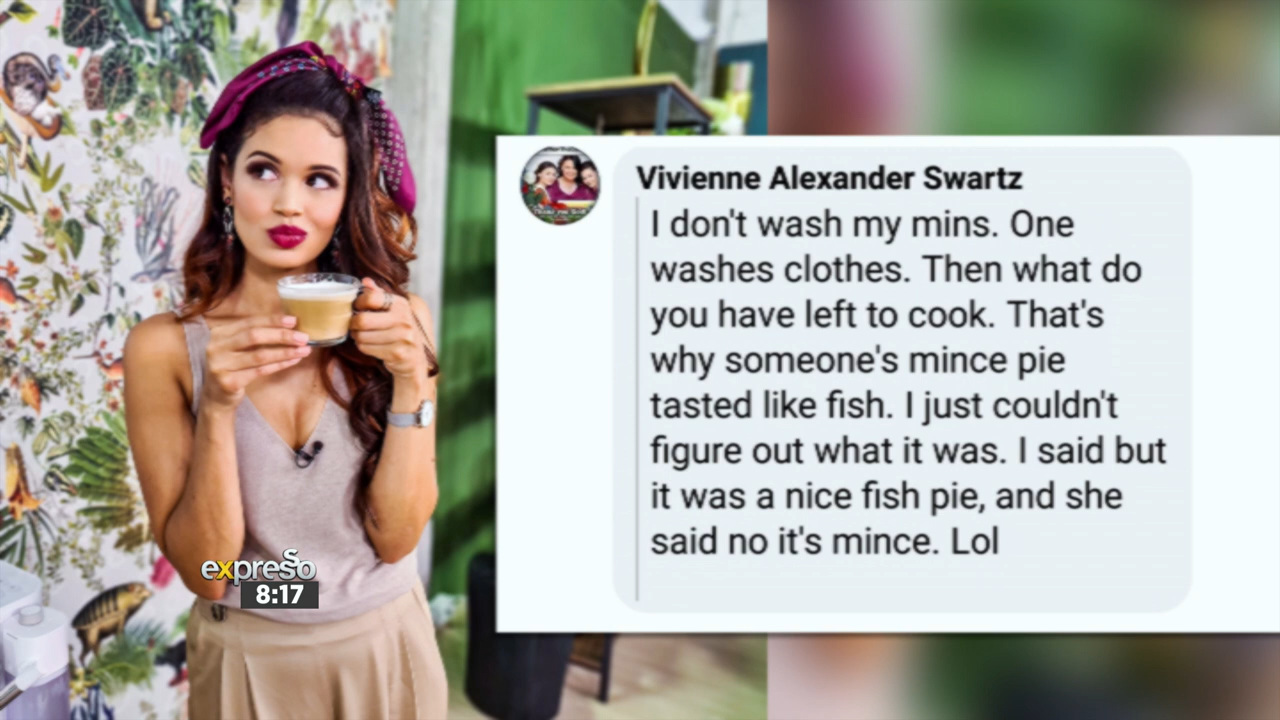 Vivienne Alexander Swartz
I don't wash my mins. One
washes clothes. Then what do
you have left to cook. That's
why someone's mince pie
tasted like fish. I just couldn't
figure out what it was. I said but
it was a nice fish pie, and she
said no it's mince. Lol
expresso
8:17